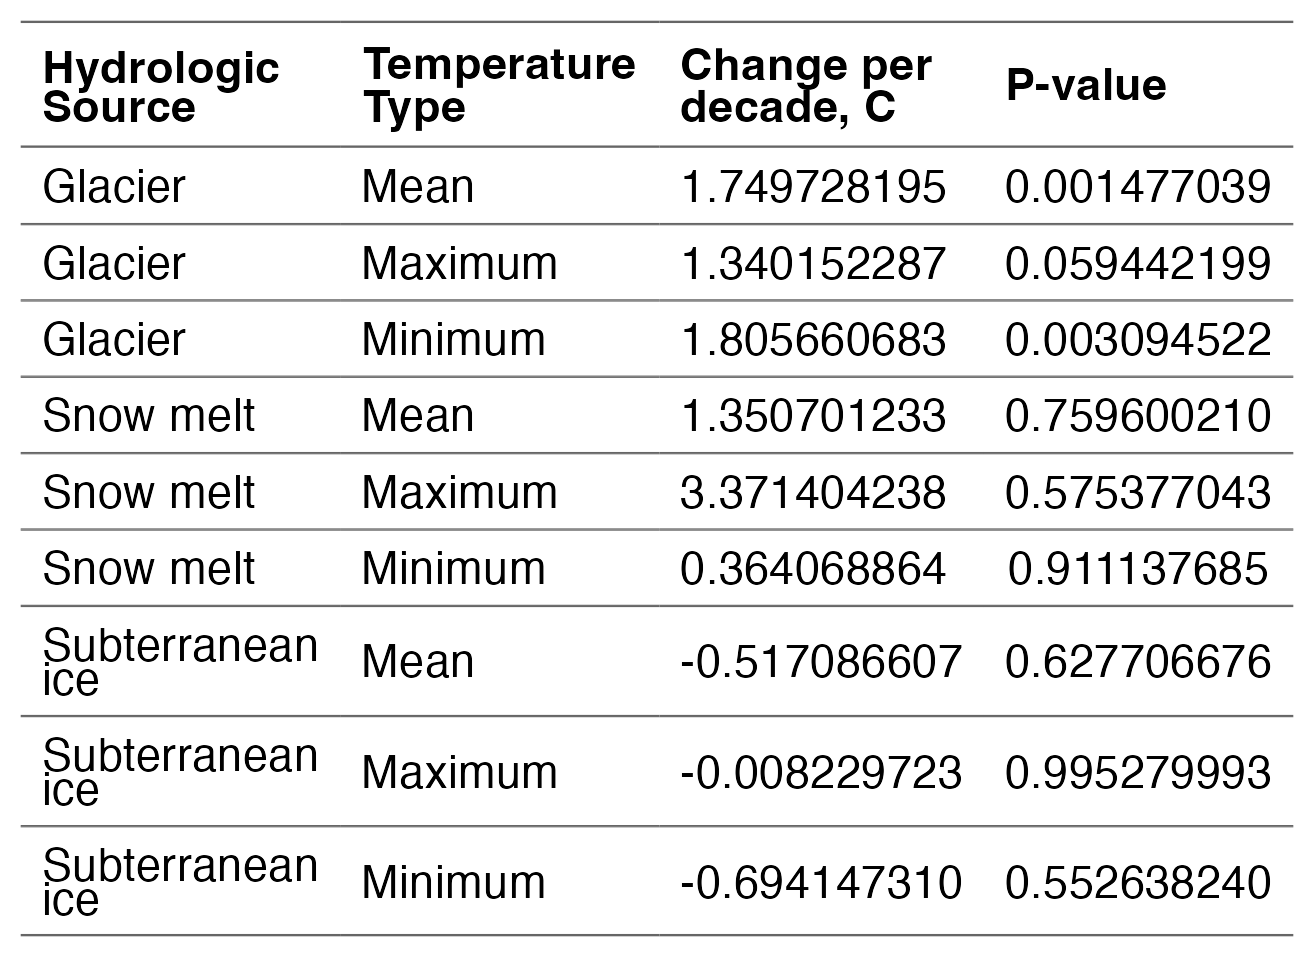 Hydrologic Source Temperature Type Change per decade, C P-value
Glacier Mean 1.749728195 0.001477039
Glacier Maximum 1.340152287 0.059442199
Glacier Minimum 1.805660683 0.003094522
Snow melt Mean 1.350701233 0.759600210
Snow melt Maximum 3.371404238 0.575377043
Snow melt Minimum 0.364068864 0.911137685
Subterranean ice Mean -0.517086607 0.627706676
Subterranean ice Maximum -0.008229723 0.995279993
Subterranean ice Minimum -0.694147310 0.552638240